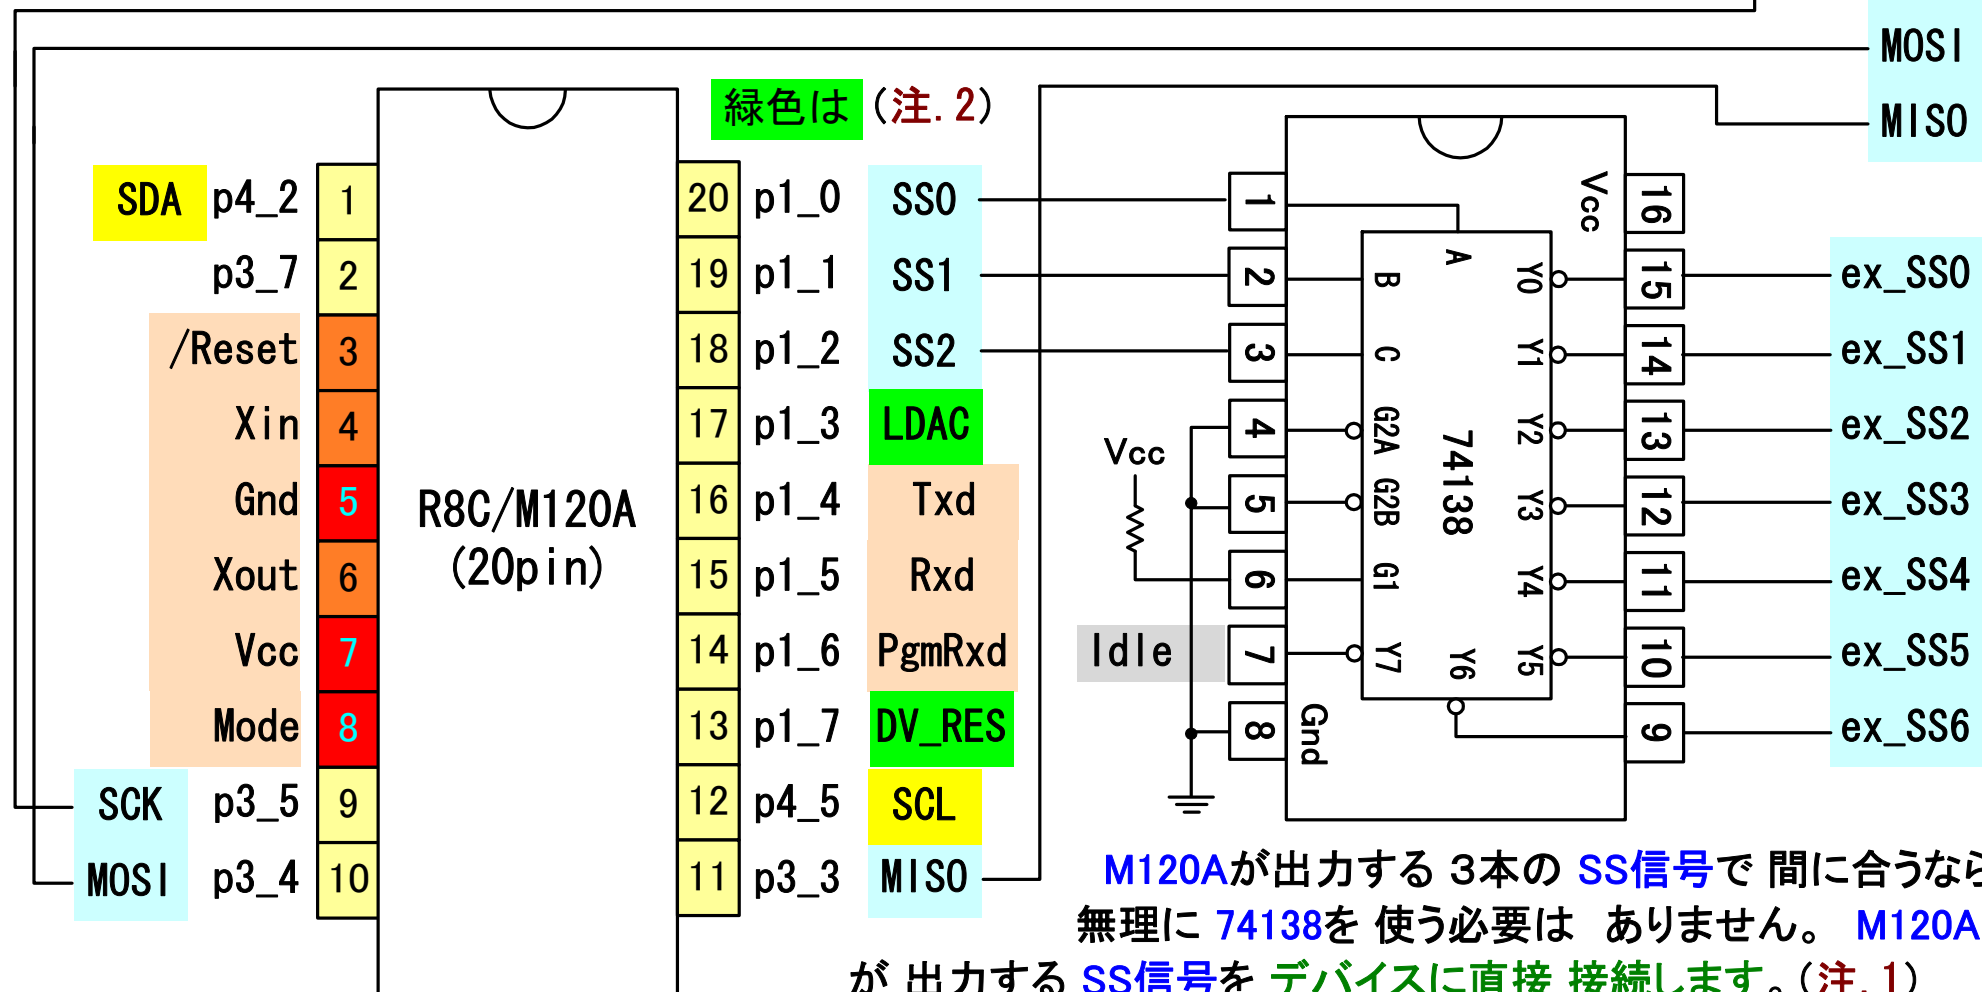 MOSI
MISO
緑色は (注.2)
SDA p4_2 1
p3_7 2
/Reset 3
Xin 4
Gnd 5
Xout 6
Vcc 7
Mode 8
SCK p3_5 9
MOSI p3_4 10
R8C/M120A
(20pin)
20 p1_0 SS0
19 p1_1 SS1
18 p1_2 SS2
17 p1_3 LDAC
16 p1_4 Txd
15 p1_5 Rxd
14 p1_6 PgmRxd
13 p1_7 DV_RES
12 p4_5 SCL
11 p3_3 MISO
Vcc
Idle
1
2
3
4
5
6
7
8
Gnd
A
B
C
G2A
G2B
G1
Y7
74138
Y0
Y1
Y2
Y3
Y4
Y5
Y6
Vcc
16
15 ex_SS0
14 ex_SS1
13 ex_SS2
12 ex_SS3
11 ex_SS4
10 ex_SS5
9 ex_SS6
M120Aが出力する 3本の SS信号で 間に合うなら
無理に 74138を 使う必要は ありません。 M120A
が 出力する SS信号を デバイスに直接 接続します。(注.1)